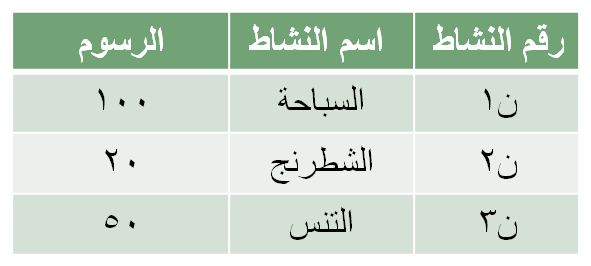 رقم النشاط اسم النشاط الرسوم
ن١ السباحة ١٠٠
ن٢ الشطرنج ٢٠
ن٣ التنس ٥٠